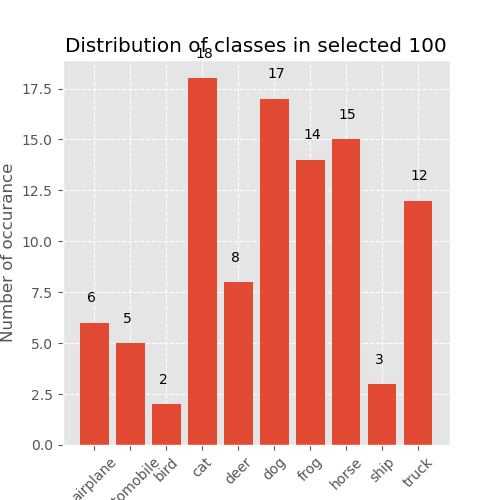 Distribution of classes in selected 100
Number of occurance
17.5
15.0
12.5
10.0
7.5
5.0
2.5
0.0
6
5
2
18
8
17
14
15
3
12
airplane
tomobile
bird
cat
deer
dog
frog
horse
ship
truck